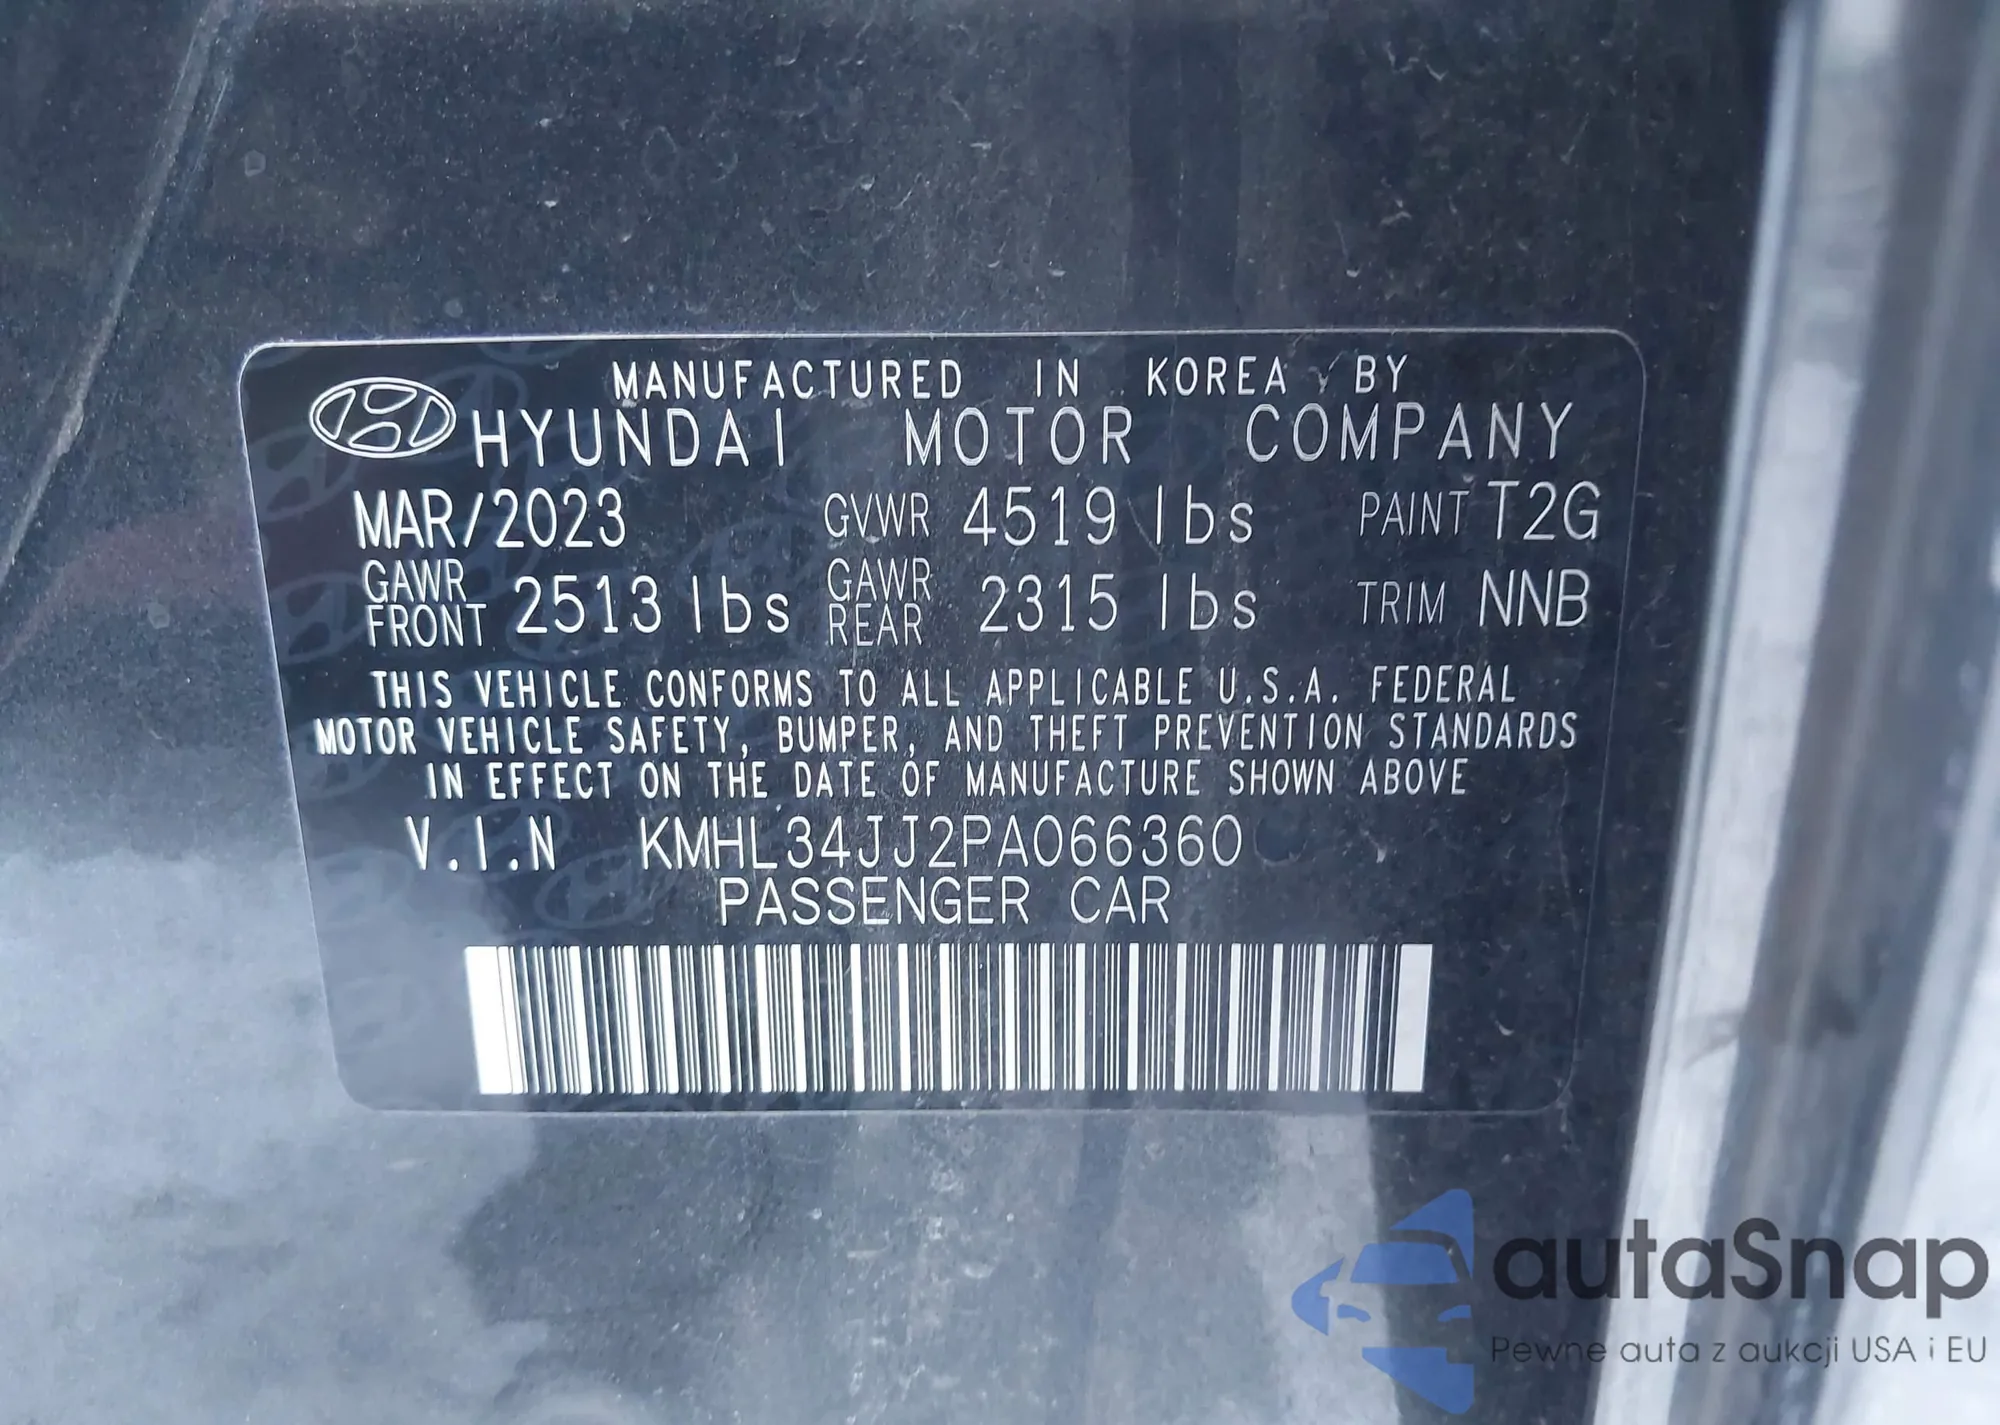 MANUFACTURED IN KOREA BY
HYUNDAI MOTOR COMPANY
MAR/2023 GVWR 4519 lbs PAINT T2G
GAWR FRONT 2513 lbs GAWR REAR 2315 lbs TRIM NNB
THIS VEHICLE CONFORMS TO ALL APPLICABLE U.S.A. FEDERAL
MOTOR VEHICLE SAFETY, BUMPER, AND THEFT PREVENTION STANDARDS
IN EFFECT ON THE DATE OF MANUFACTURE SHOWN ABOVE
V.I.N KMHL34JJ2PA066360
PASSENGER CAR
autaSnap
Pewne auta z aukcji USA i EU